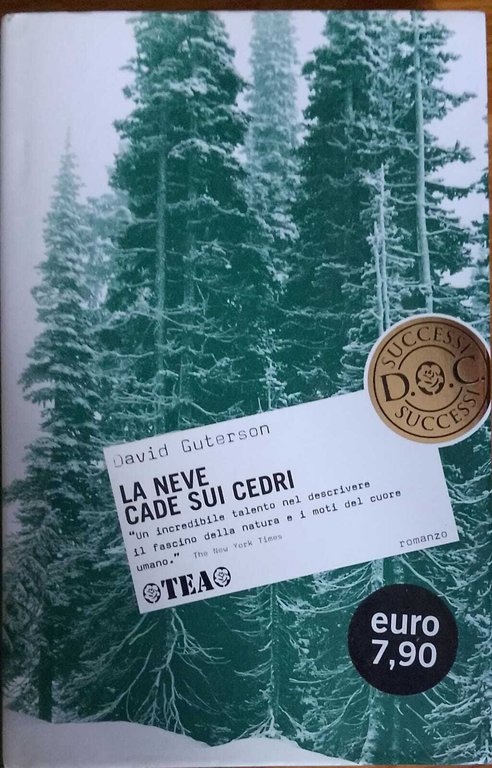 SUCCESSI
D.O.C.
SUCCESSI
David Guterson
LA NEVE
CADE SUI CEDRI
"Un incredibile talento nel descrivere
il fascino della natura e i moti del cuore
umano." The New York Times
romanzo
TEA
euro
7,90